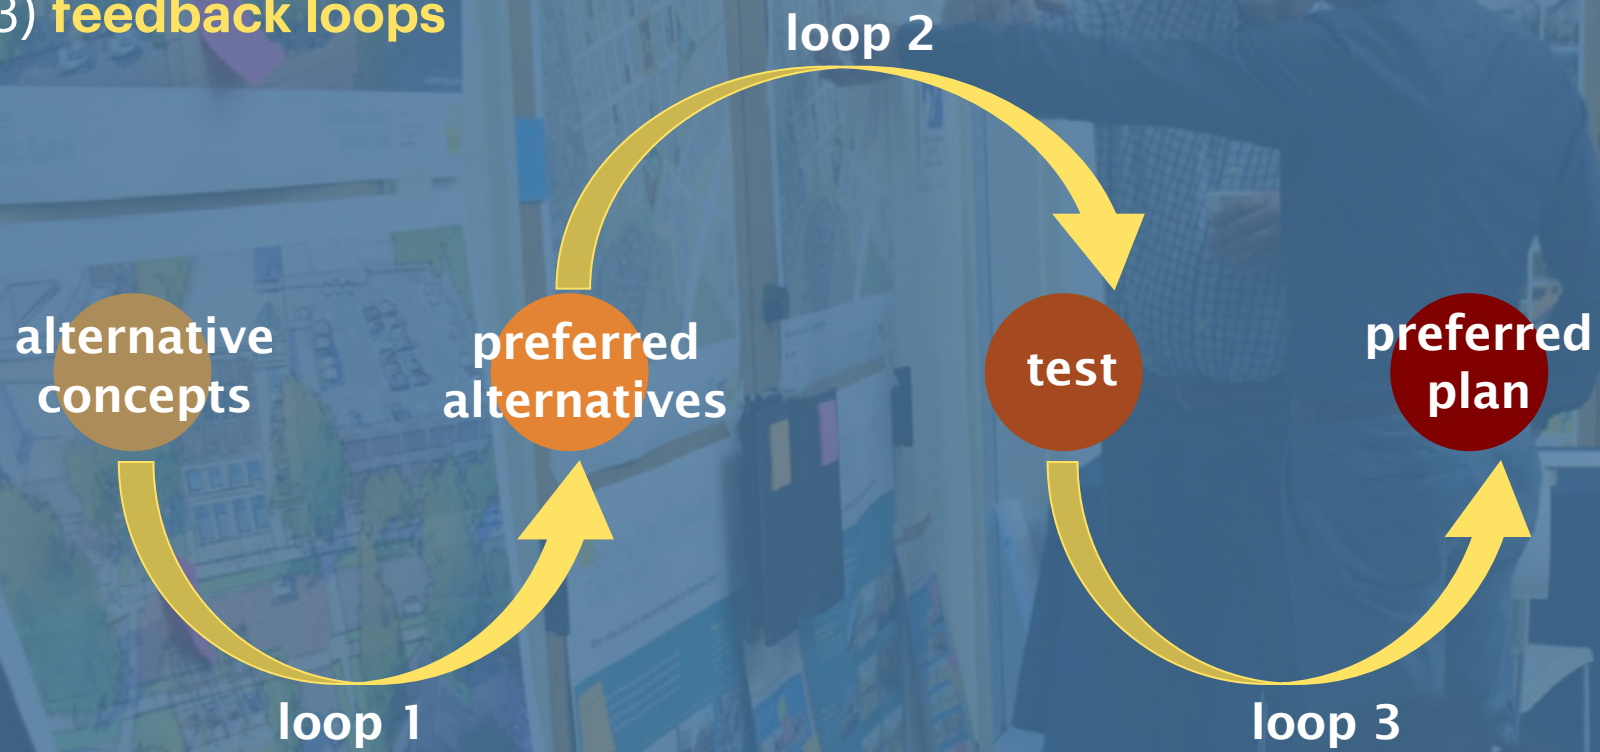 3) feedback loops
loop 2
alternative
concepts
preferred
alternatives
test
preferred
plan
loop 1
loop 3